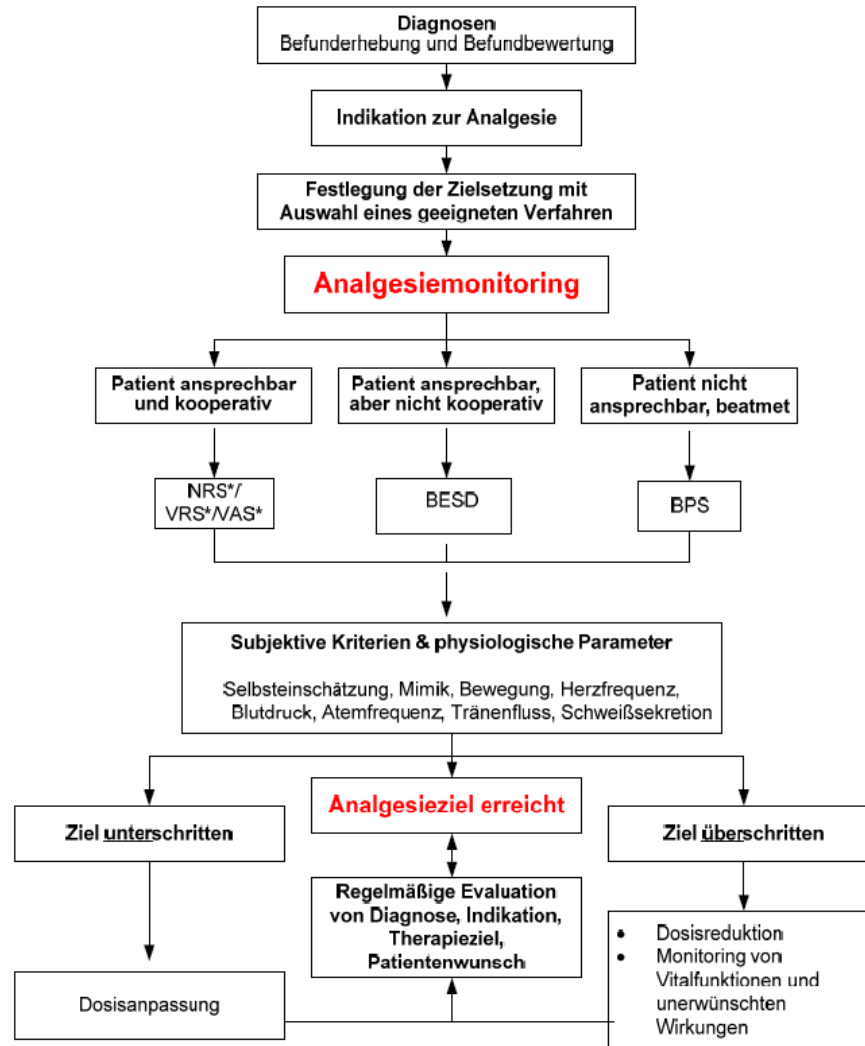 Diagnosen
Befunderhebung und Befundbewertung
Indikation zur Analgesie
Festlegung der Zielsetzung mit
Auswahl eines geeigneten Verfahren
Analgesiemonitoring
Patient ansprechbar
und kooperativ
Patient ansprechbar,
aber nicht kooperativ
Patient nicht
ansprechbar, beatmet
NRS*/
VRS*/VAS*
BESD
BPS
Subjektive Kriterien & physiologische Parameter
Selbsteinschätzung, Mimik, Bewegung, Herzfrequenz,
Blutdruck, Atemfrequenz, Tränenfluss, Schweißsekretion
Ziel unterschritten
Analgesieziel erreicht
Ziel überschritten
Regelmäßige Evaluation
von Diagnose, Indikation,
Therapieziel,
Patientenwunsch
Dosisanpassung
• Dosisreduktion
• Monitoring von
Vitalfunktionen und
unerwünschten
Wirkungen